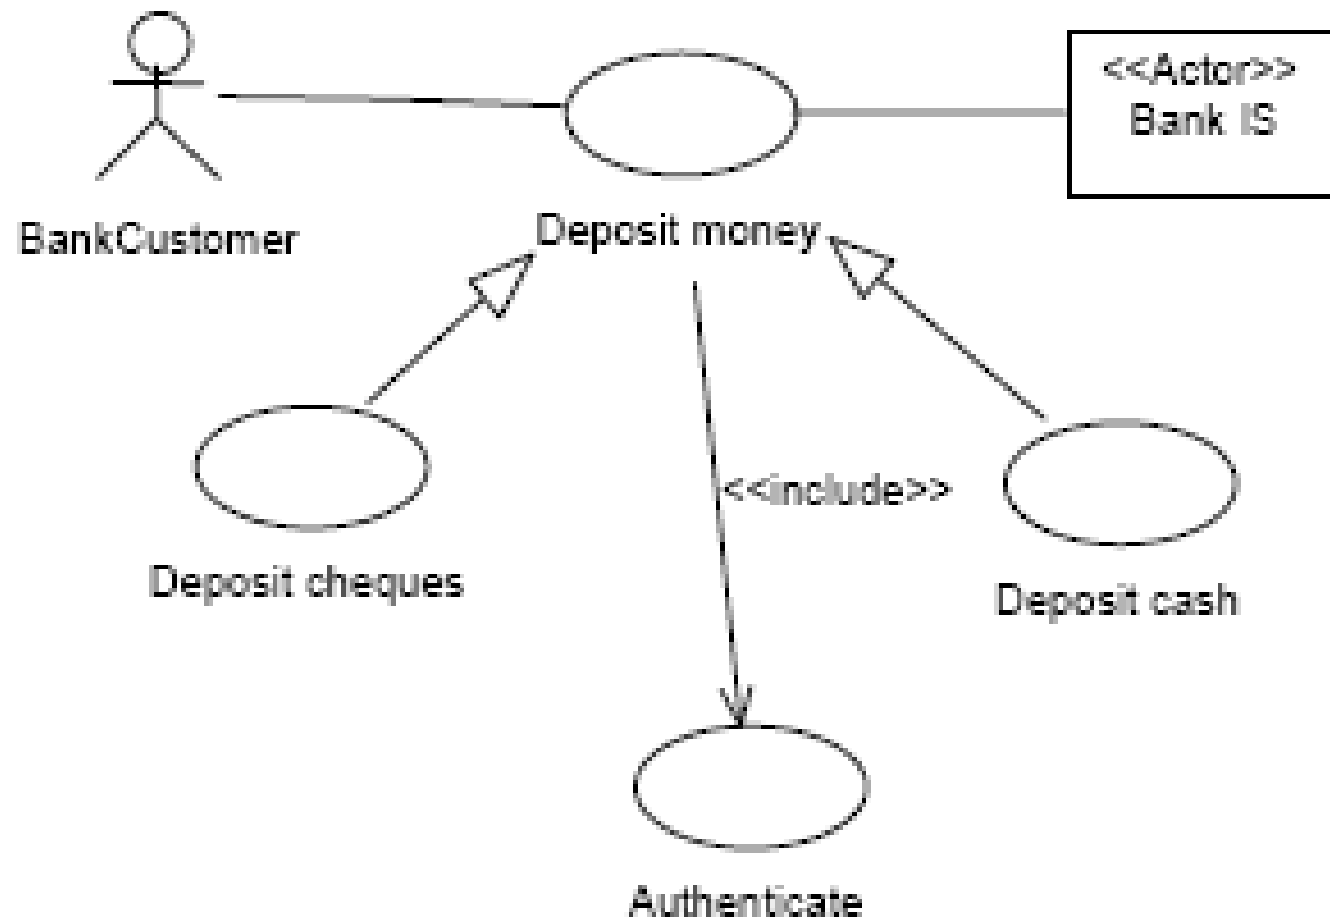 <<Actor>>
Bank IS
BankCustomer
Deposit money
<<include>>
Deposit cheques
Deposit cash
Authenticate